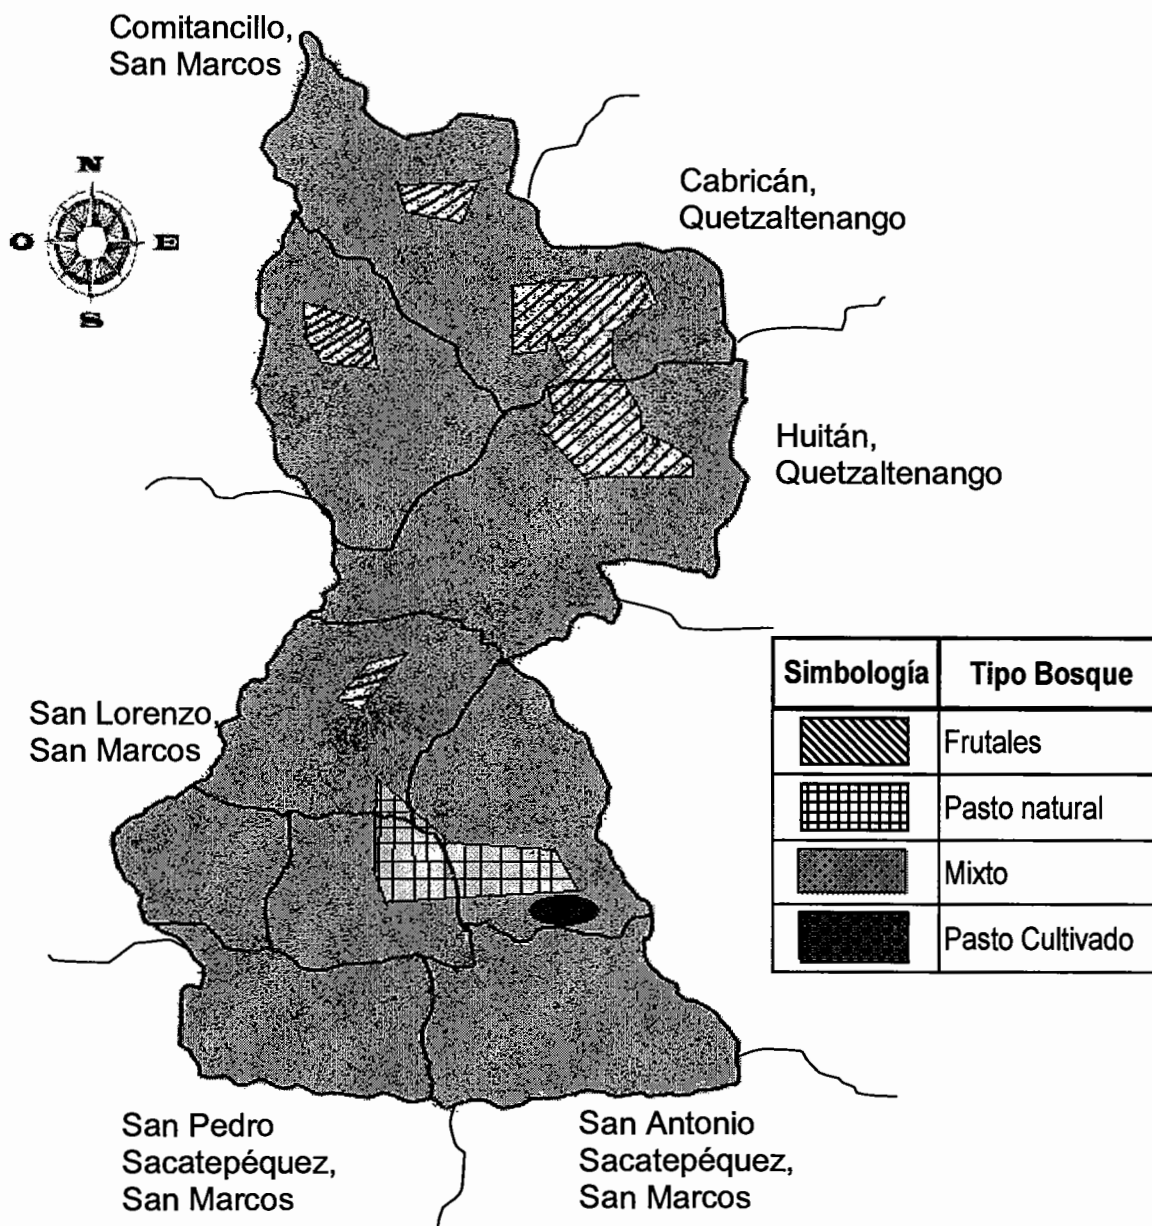 Comitancillo,
San Marcos
N
O E
S
Cabricán,
Quetzaltenango
Huitán,
Quetzaltenango
San Lorenzo,
San Marcos
Simbología Tipo Bosque
Frutales
Pasto natural
Mixto
Pasto Cultivado
San Pedro
Sacatepéquez,
San Marcos
San Antonio
Sacatepéquez,
San Marcos